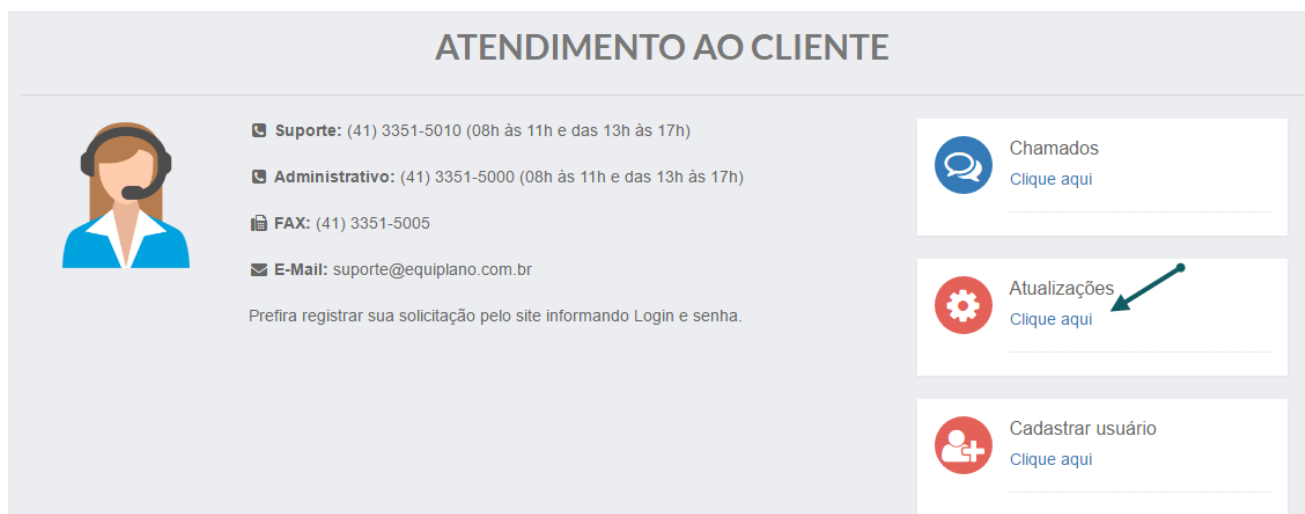 ATENDIMENTO AO CLIENTE
Suporte: (41) 3351-5010 (08h às 11h e das 13h às 17h)
Administrativo: (41) 3351-5000 (08h às 11h e das 13h às 17h)
FAX: (41) 3351-5005
E-Mail: suporte@equiplano.com.br
Prefira registrar sua solicitação pelo site informando Login e senha.
Chamados
Clique aqui
Atualizações
Clique aqui
Cadastrar usuário
Clique aqui